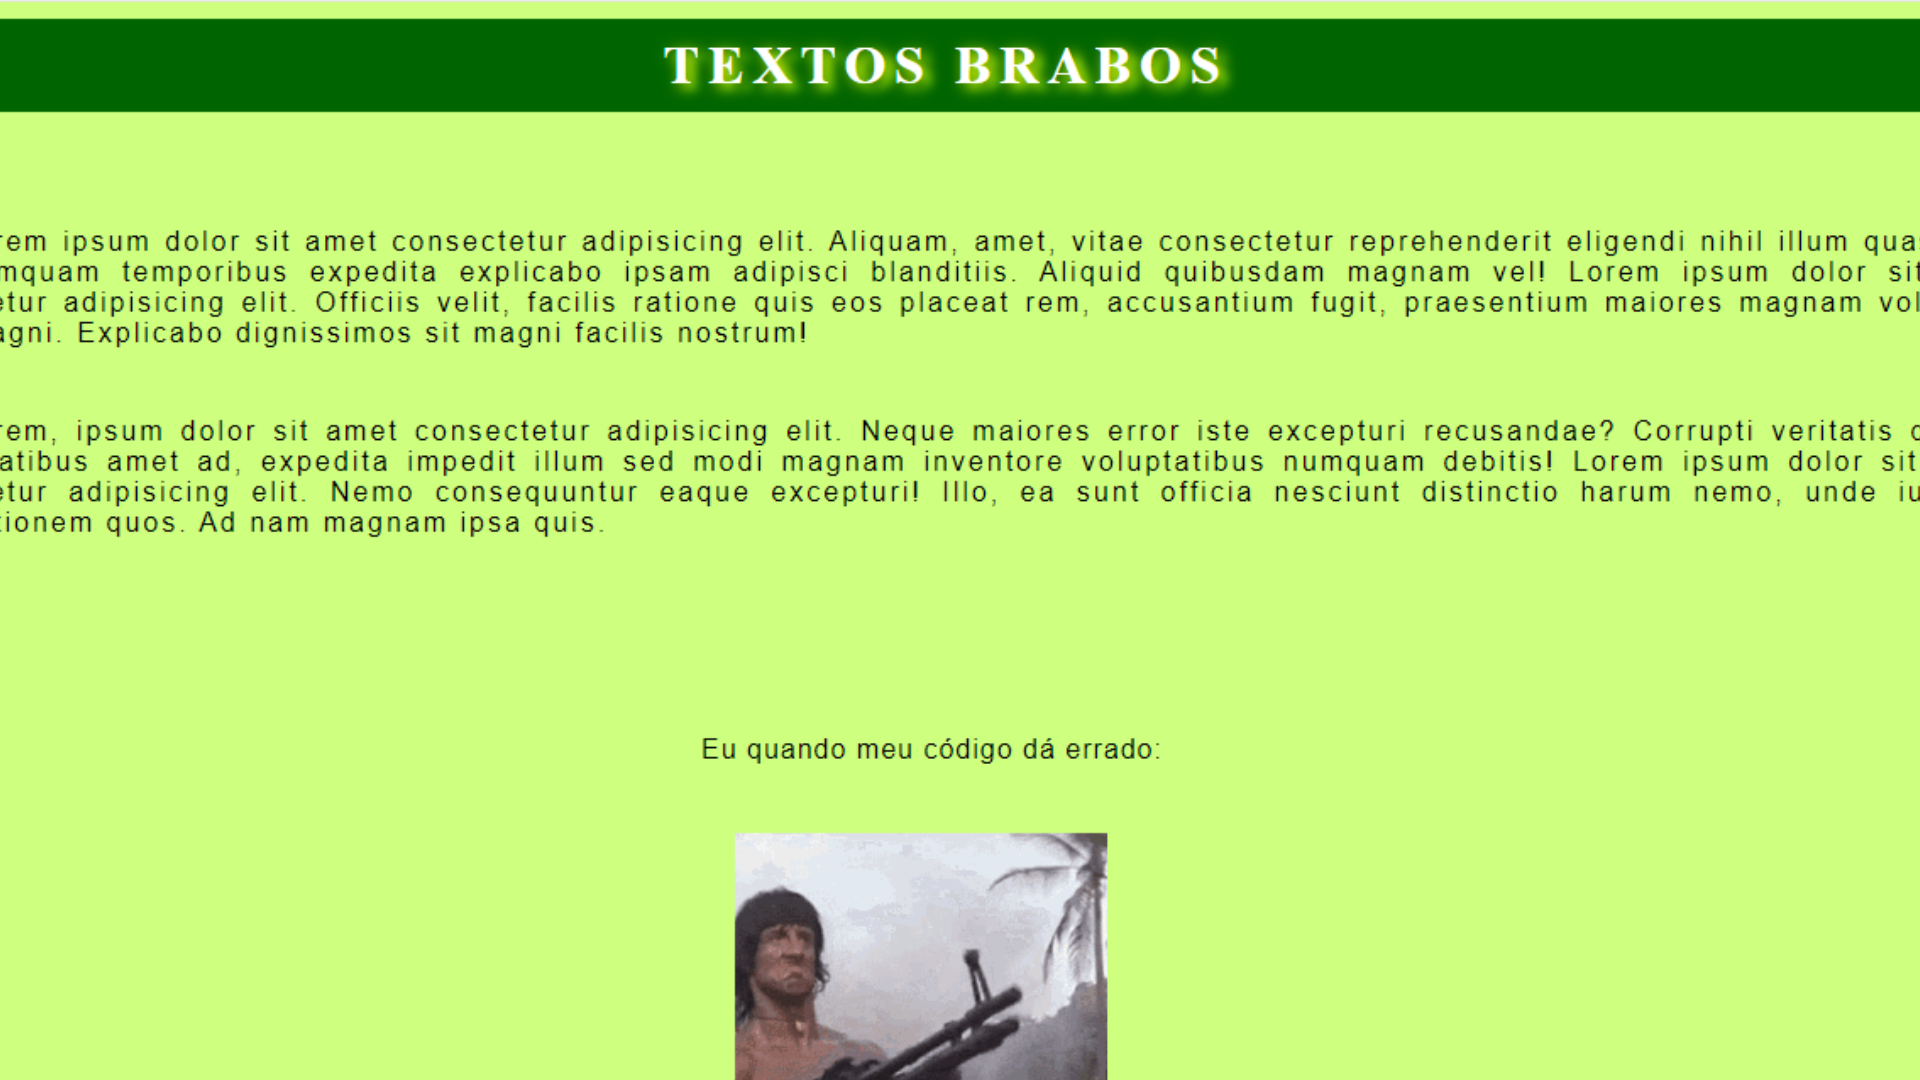 TEXTOS BRABOS
rem ipsum dolor sit amet consectetur adipisicing elit. Aliquam, amet, vitae consectetur reprehenderit eligendi nihil illum qua
mquam temporibus expedita explicabo ipsam adipisci blanditiis. Aliquid quibusdam magnam vel! Lorem ipsum dolor sit
etur adipisicing elit. Officiis velit, facilis ratione quis eos placeat rem, accusantium fugit, praesentium maiores magnam vol
agni. Explicabo dignissimos sit magni facilis nostrum!
rem, ipsum dolor sit amet consectetur adipisicing elit. Neque maiores error iste excepturi recusandae? Corrupti veritatis
atibus amet ad, expedita impedit illum sed modi magnam inventore voluptatibus numquam debitis! Lorem ipsum dolor sit
etur adipisicing elit. Nemo consequuntur eaque excepturi! Illo, ea sunt officia nesciunt distinctio harum nemo, unde iu
tionem quos. Ad nam magnam ipsa quis.
Eu quando meu código dá errado: